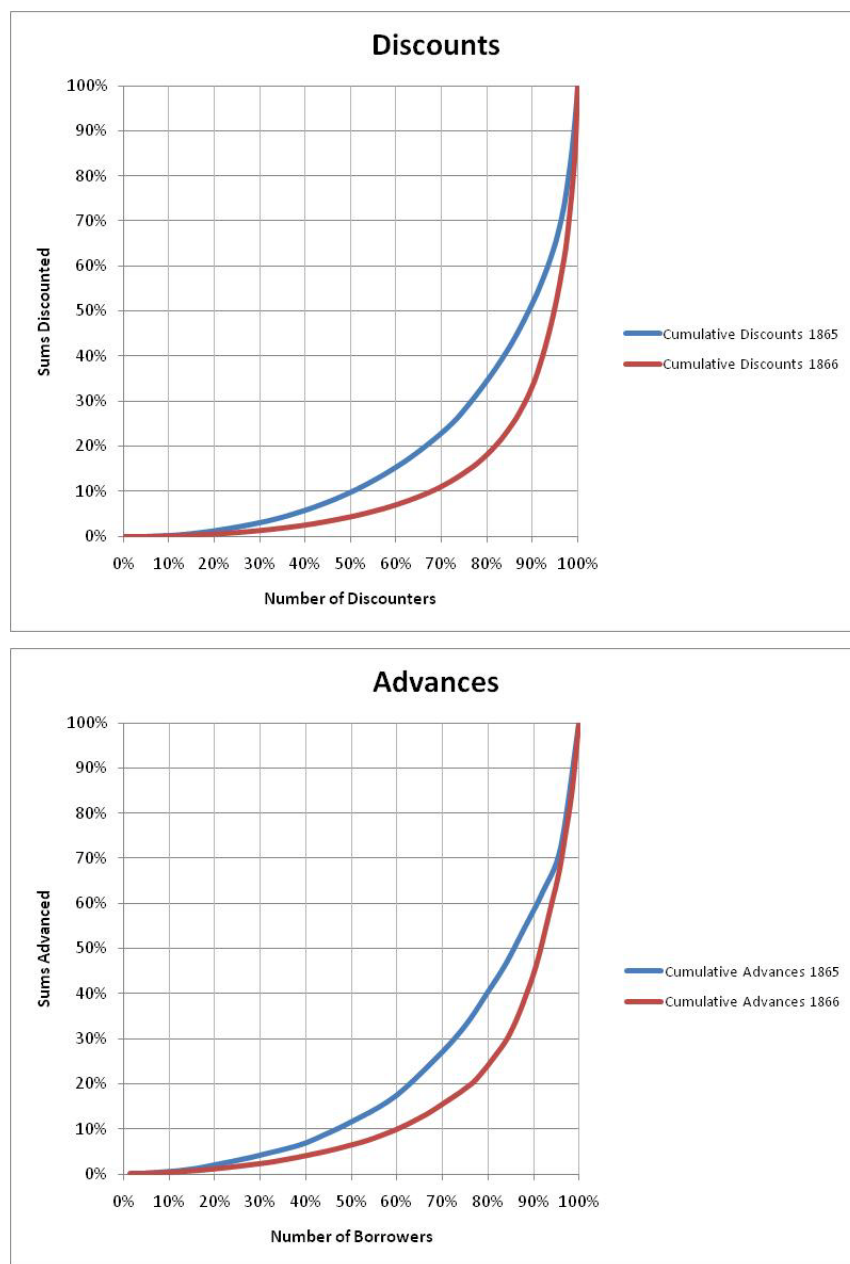 Discounts
100%
90%
80%
70%
60%
50%
40%
30%
20%
10%
0%
Sums Discounted
0% 10% 20% 30% 40% 50% 60% 70% 80% 90% 100%
Number of Discounters
Cumulative Discounts 1865
Cumulative Discounts 1866
Advances
100%
90%
80%
70%
60%
50%
40%
30%
20%
10%
0%
Sums Advanced
0% 10% 20% 30% 40% 50% 60% 70% 80% 90% 100%
Number of Borrowers
Cumulative Advances 1865
Cumulative Advances 1866